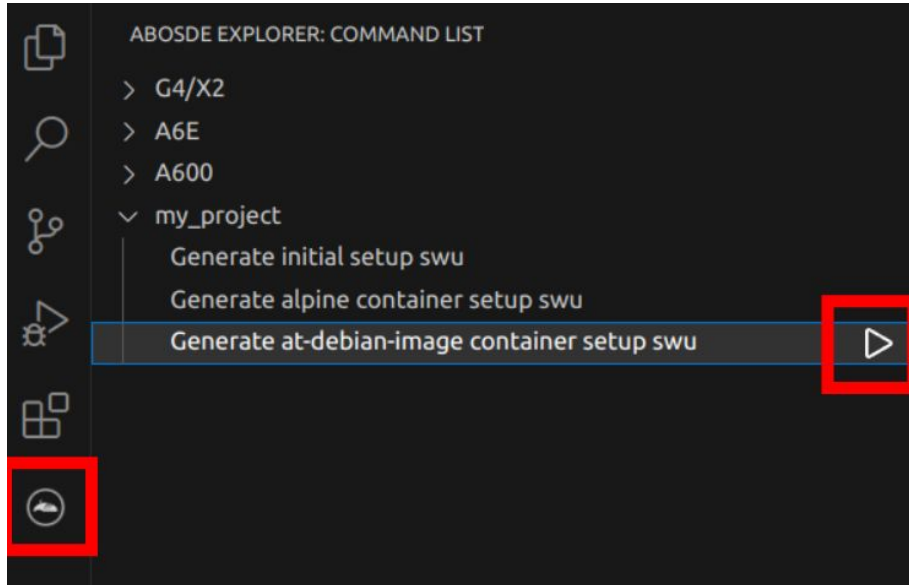 ABOSDE EXPLORER: COMMAND LIST
G4/X2
A6E
A600
my_project
Generate initial setup swu
Generate alpine container setup swu
Generate at-debian-image container setup swu